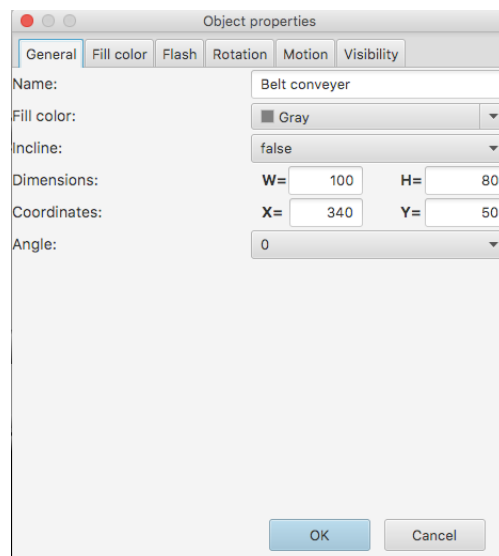 Object properties
General Fill color Flash Rotation Motion Visibility
Name: Belt conveyer
Fill color: Gray
Incline: false
Dimensions: W= 100 H= 80
Coordinates: X= 340 Y= 50
Angle: 0
OK Cancel